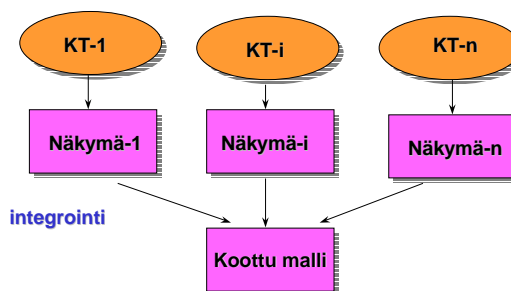 KT-1
KT-i
KT-n
Näkymä-1
Näkymä-i
Näkymä-n
integrointi
Koottu malli